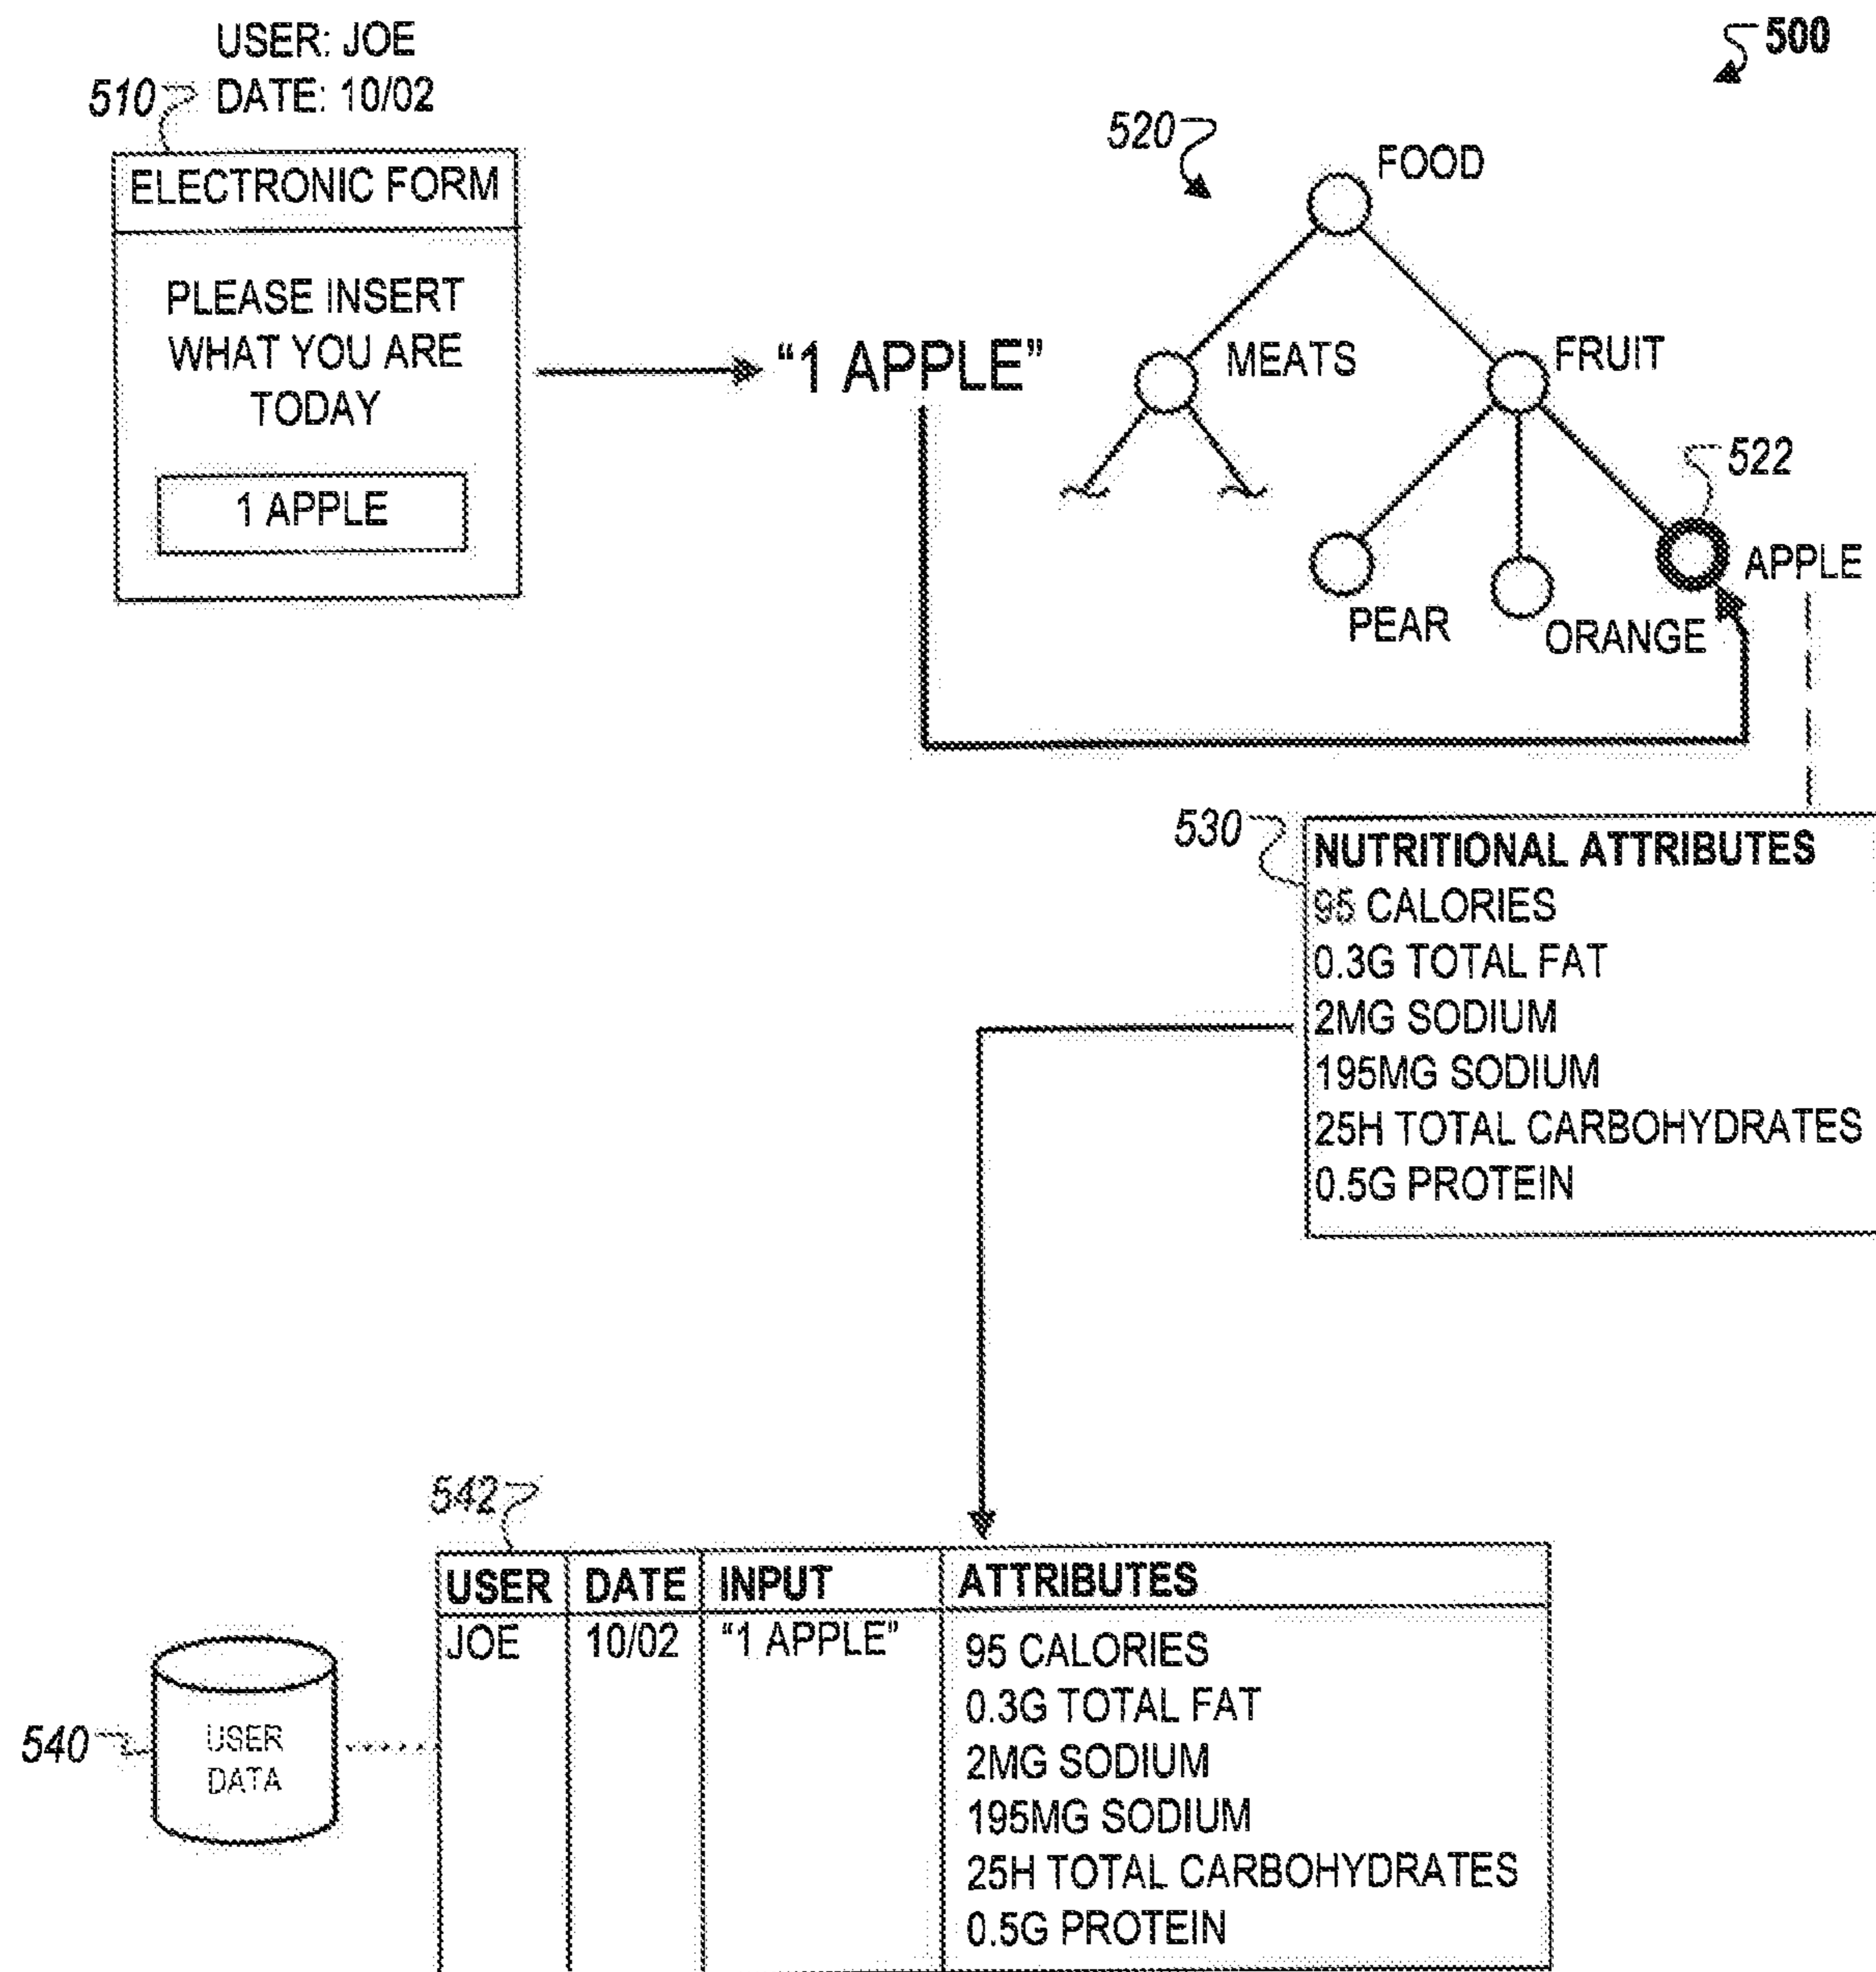 USER: JOE
DATE: 10/02
510
ELECTRONIC FORM
PLEASE INSERT
WHAT YOU ARE
TODAY
1 APPLE
"1 APPLE"
500
520
FOOD
MEATS
FRUIT
522
PEAR
ORANGE
APPLE
530
NUTRITIONAL ATTRIBUTES
95 CALORIES
0.3G TOTAL FAT
2MG SODIUM
195MG SODIUM
25H TOTAL CARBOHYDRATES
0.5G PROTEIN
542
USER DATE INPUT ATTRIBUTES
JOE 10/02 "1 APPLE" 95 CALORIES
0.3G TOTAL FAT
2MG SODIUM
195MG SODIUM
25H TOTAL CARBOHYDRATES
0.5G PROTEIN
540
USER
DATA